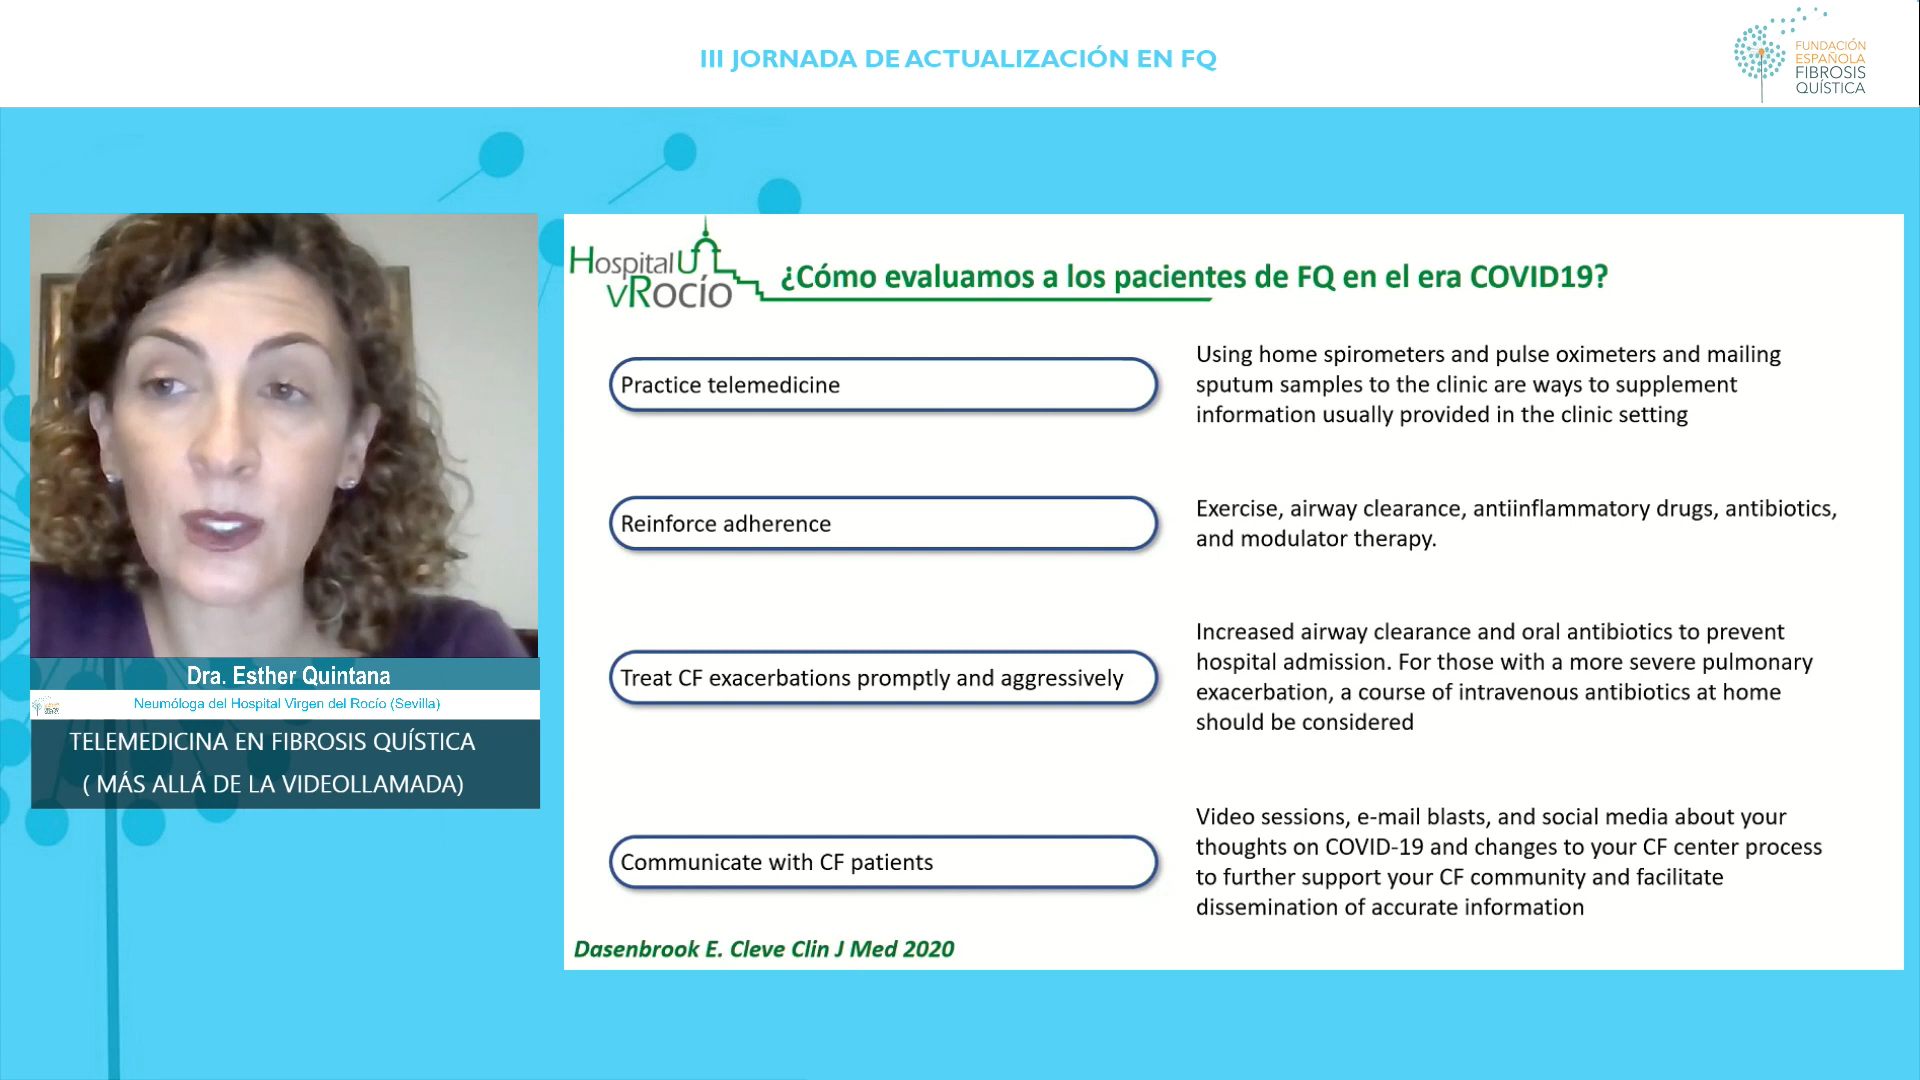 III JORNADA DE ACTUALIZACIÓN EN FQ
FUNDACIÓN
ESPAÑOLA
FIBROSIS
QUÍSTICA
Dra. Esther Quintana
Neumóloga del Hospital Virgen del Rocío (Sevilla)
TELEMEDICINA EN FIBROSIS QUÍSTICA
( MÁS ALLÁ DE LA VIDEOLLAMADA)
HospitalU
vRocío
¿Cómo evaluamos a los pacientes de FQ en el era COVID19?
Practice telemedicine
Using home spirometers and pulse oximeters and mailing
sputum samples to the clinic are ways to supplement
information usually provided in the clinic setting
Reinforce adherence
Exercise, airway clearance, antiinflammatory drugs, antibiotics,
and modulator therapy.
Treat CF exacerbations promptly and aggressively
Increased airway clearance and oral antibiotics to prevent
hospital admission. For those with a more severe pulmonary
exacerbation, a course of intravenous antibiotics at home
should be considered
Communicate with CF patients
Video sessions, e-mail blasts, and social media about your
thoughts on COVID-19 and changes to your CF center process
to further support your CF community and facilitate
dissemination of accurate information
Dasenbrook E. Cleve Clin J Med 2020